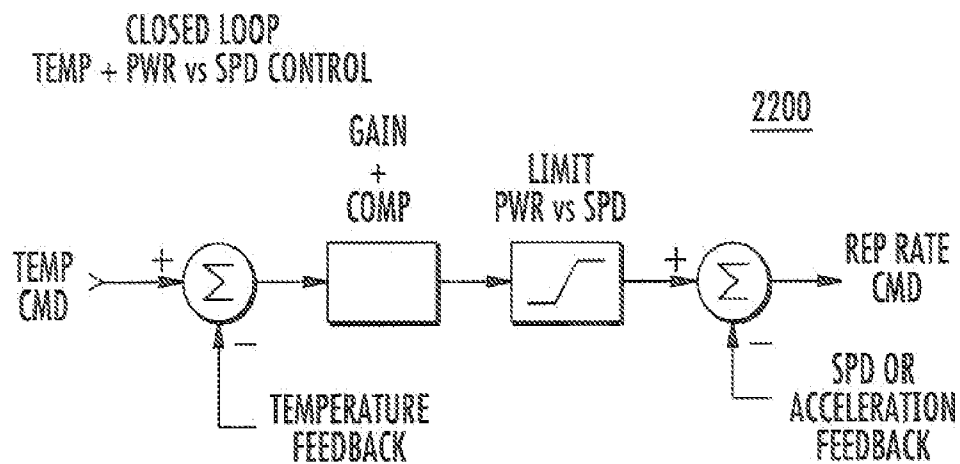 CLOSED LOOP
TEMP + PWR vs SPD CONTROL
2200
GAIN
+
COMP
LIMIT
PWR vs SPD
TEMP
CMD
+
Σ
−
TEMPERATURE
FEEDBACK
+
Σ
−
REP RATE
CMD
SPD OR
ACCELERATION
FEEDBACK